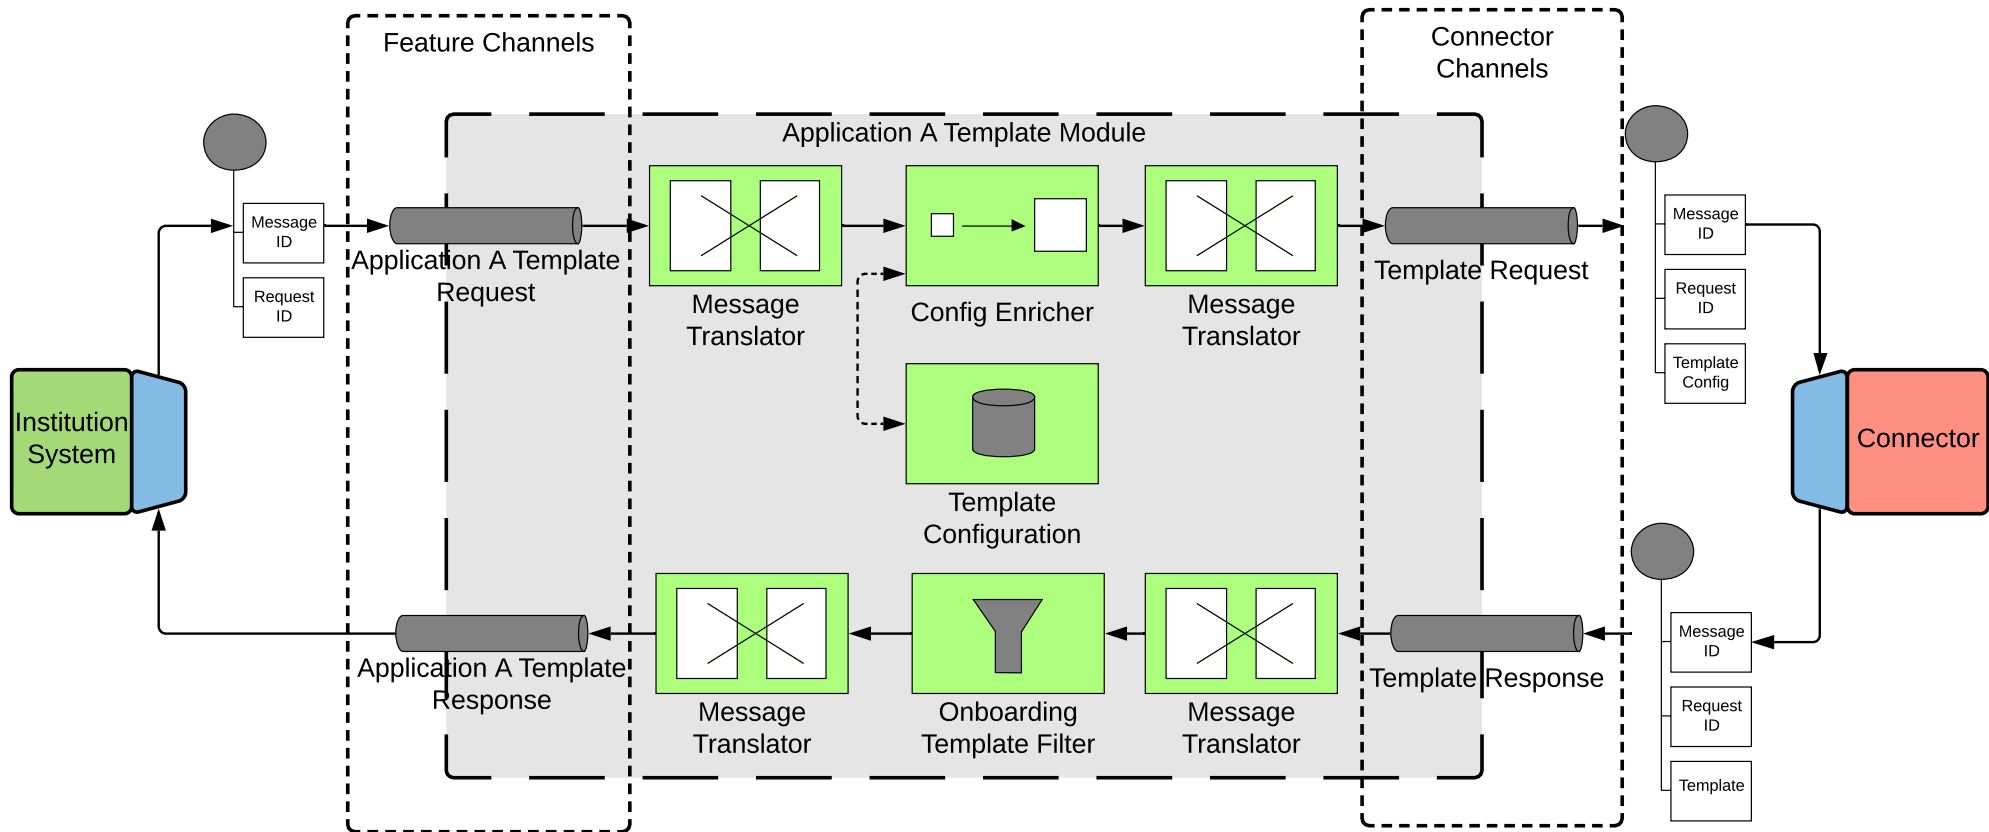 Feature Channels
Connector
Channels
Application A Template Module
Message
ID
Request
ID
Application A Template
Request
Message
Translator
Config Enricher
Message
Translator
Template Request
Message
ID
Request
ID
Template
Config
Institution
System
Connector
Template
Configuration
Application A Template
Response
Message
Translator
Onboarding
Template Filter
Message
Translator
Template Response
Message
ID
Request
ID
Template